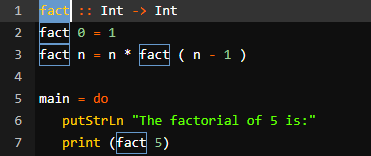 1 fact :: Int -> Int
2 fact 0 = 1
3 fact n = n * fact ( n - 1 )
4
5 main = do
6 putStrLn "The factorial of 5 is:"
7 print (fact 5)